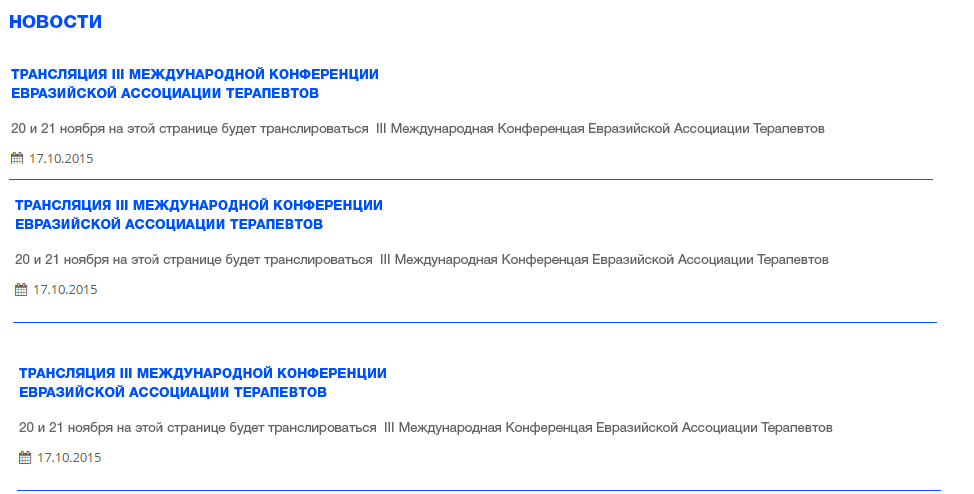 НОВОСТИ
ТРАНСЛЯЦИЯ III МЕЖДУНАРОДНОЙ КОНФЕРЕНЦИИ
ЕВРАЗИЙСКОЙ АССОЦИАЦИИ ТЕРАПЕВТОВ
20 и 21 ноября на этой странице будет транслироваться III Международная Конференцая Евразийской Ассоциации Терапевтов
17.10.2015
ТРАНСЛЯЦИЯ III МЕЖДУНАРОДНОЙ КОНФЕРЕНЦИИ
ЕВРАЗИЙСКОЙ АССОЦИАЦИИ ТЕРАПЕВТОВ
20 и 21 ноября на этой странице будет транслироваться III Международная Конференцая Евразийской Ассоциации Терапевтов
17.10.2015
ТРАНСЛЯЦИЯ III МЕЖДУНАРОДНОЙ КОНФЕРЕНЦИИ
ЕВРАЗИЙСКОЙ АССОЦИАЦИИ ТЕРАПЕВТОВ
20 и 21 ноября на этой странице будет транслироваться III Международная Конференцая Евразийской Ассоциации Терапевтов
17.10.2015